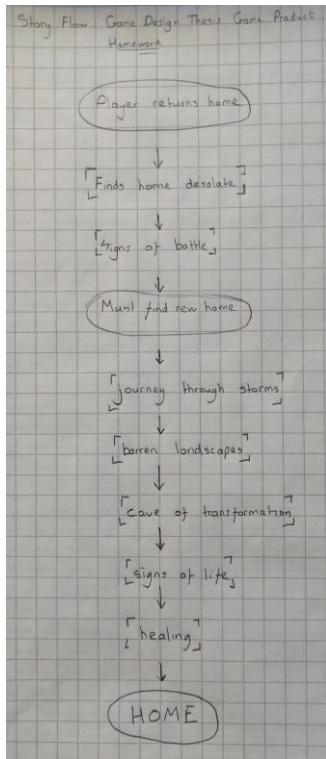 Story Flow : Game Design Thesis Game Product
Homeward
Player returns home
Finds home desolate
Signs of battle
Must find new home
journey through storms
barren landscapes
Cave of transformation
signs of life
healing
HOME